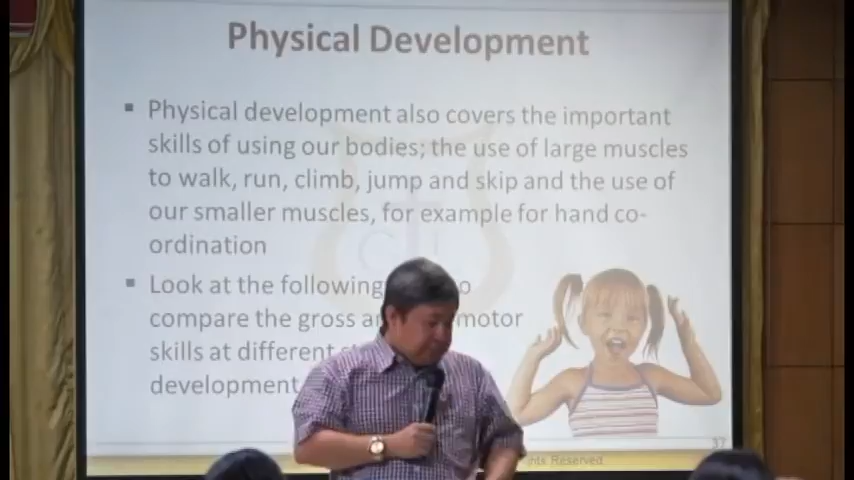 Physical Development
▪ Physical development also covers the important
skills of using our bodies; the use of large muscles
to walk, run, climb, jump and skip and the use of
our smaller muscles, for example for hand co-
ordination
▪ Look at the following
compare the gross motor
skills at different
development
37
Reserved